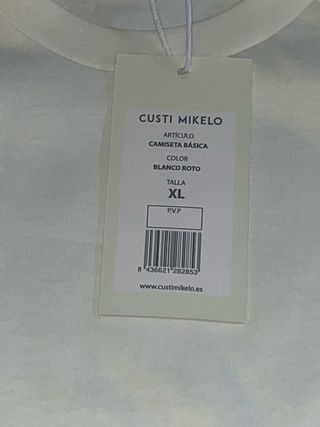 CUSTI MIKELO
ARTÍCULO
CAMISETA BÁSICA
COLOR
BLANCO ROTO
TALLA
XL
P.V.P
8 436621 282853
www.custimikelo.es